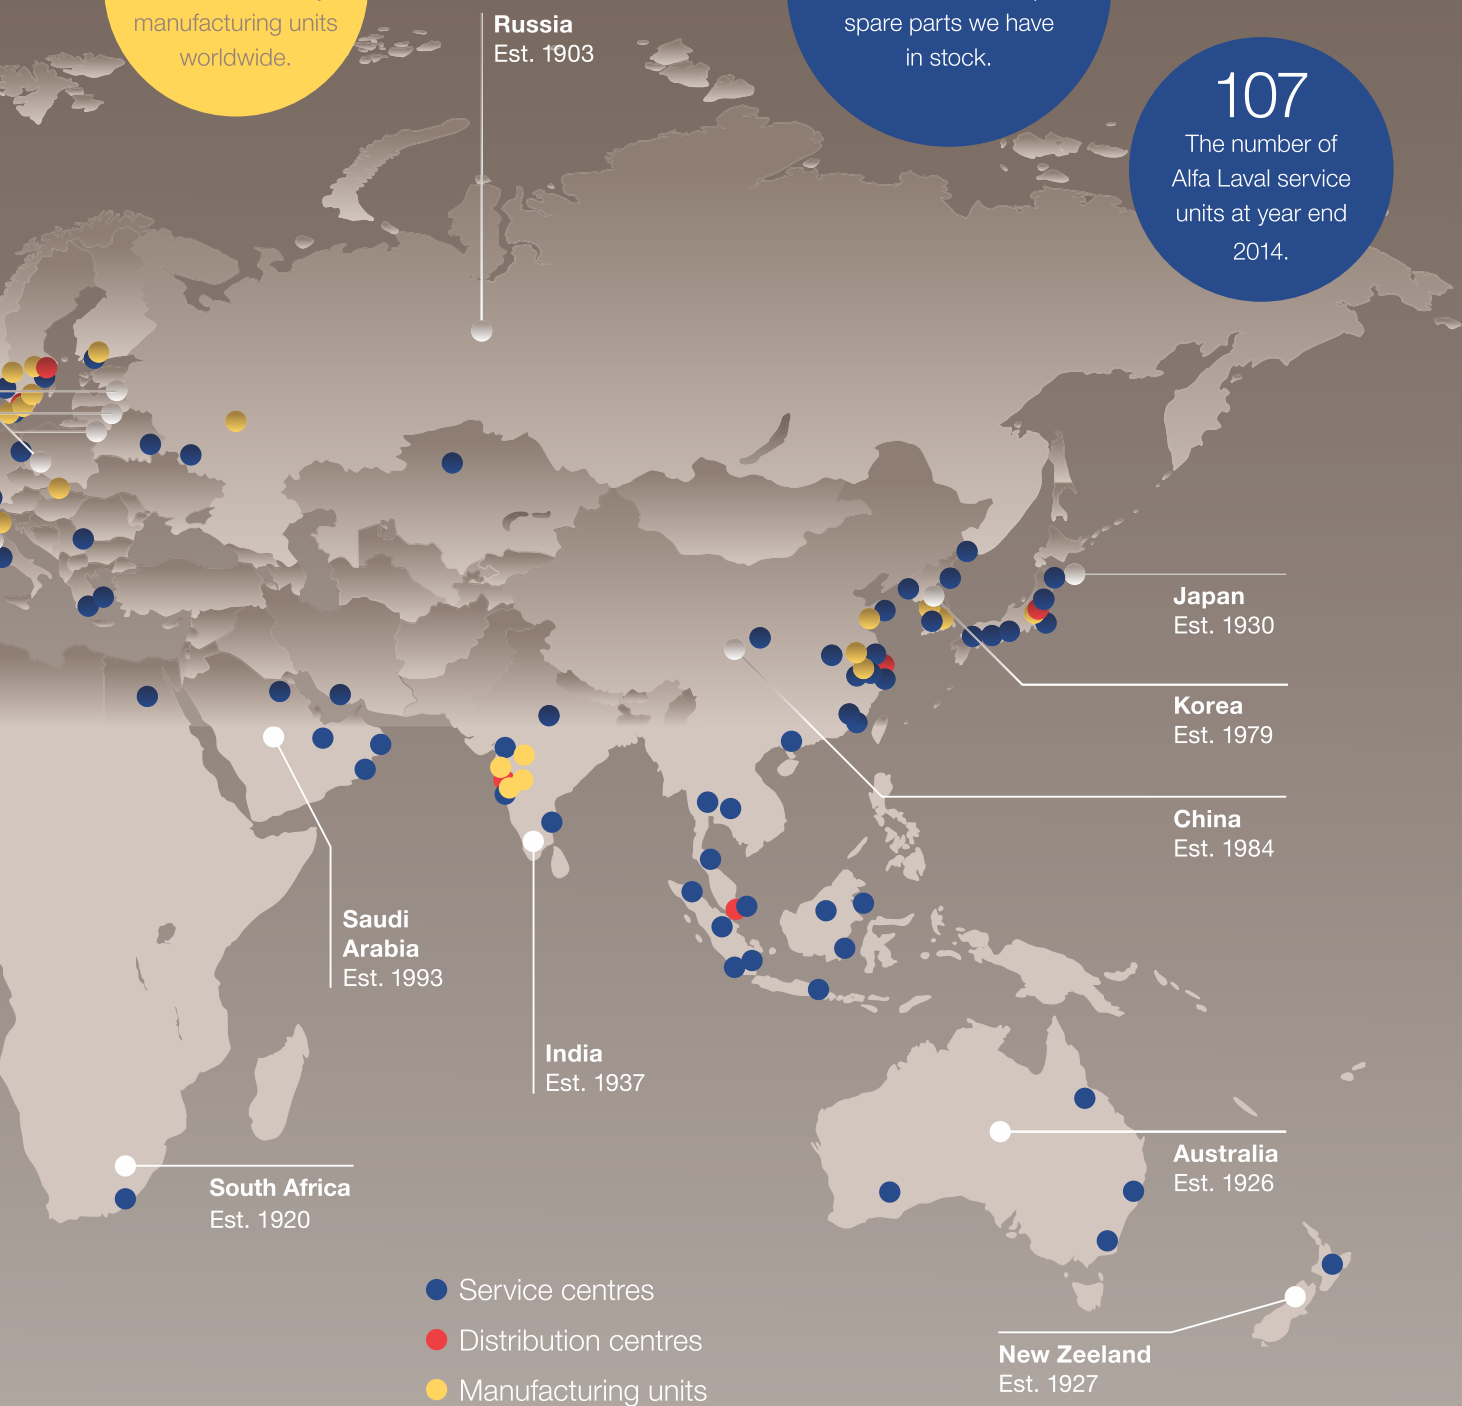 manufacturing units
worldwide.
Russia
Est. 1903
spare parts we have
in stock.
107
The number of
Alfa Laval service
units at year end
2014.
Japan
Est. 1930
Korea
Est. 1979
China
Est. 1984
Saudi
Arabia
Est. 1993
India
Est. 1937
Australia
Est. 1926
South Africa
Est. 1920
New Zeeland
Est. 1927
Service centres
Distribution centres
Manufacturing units